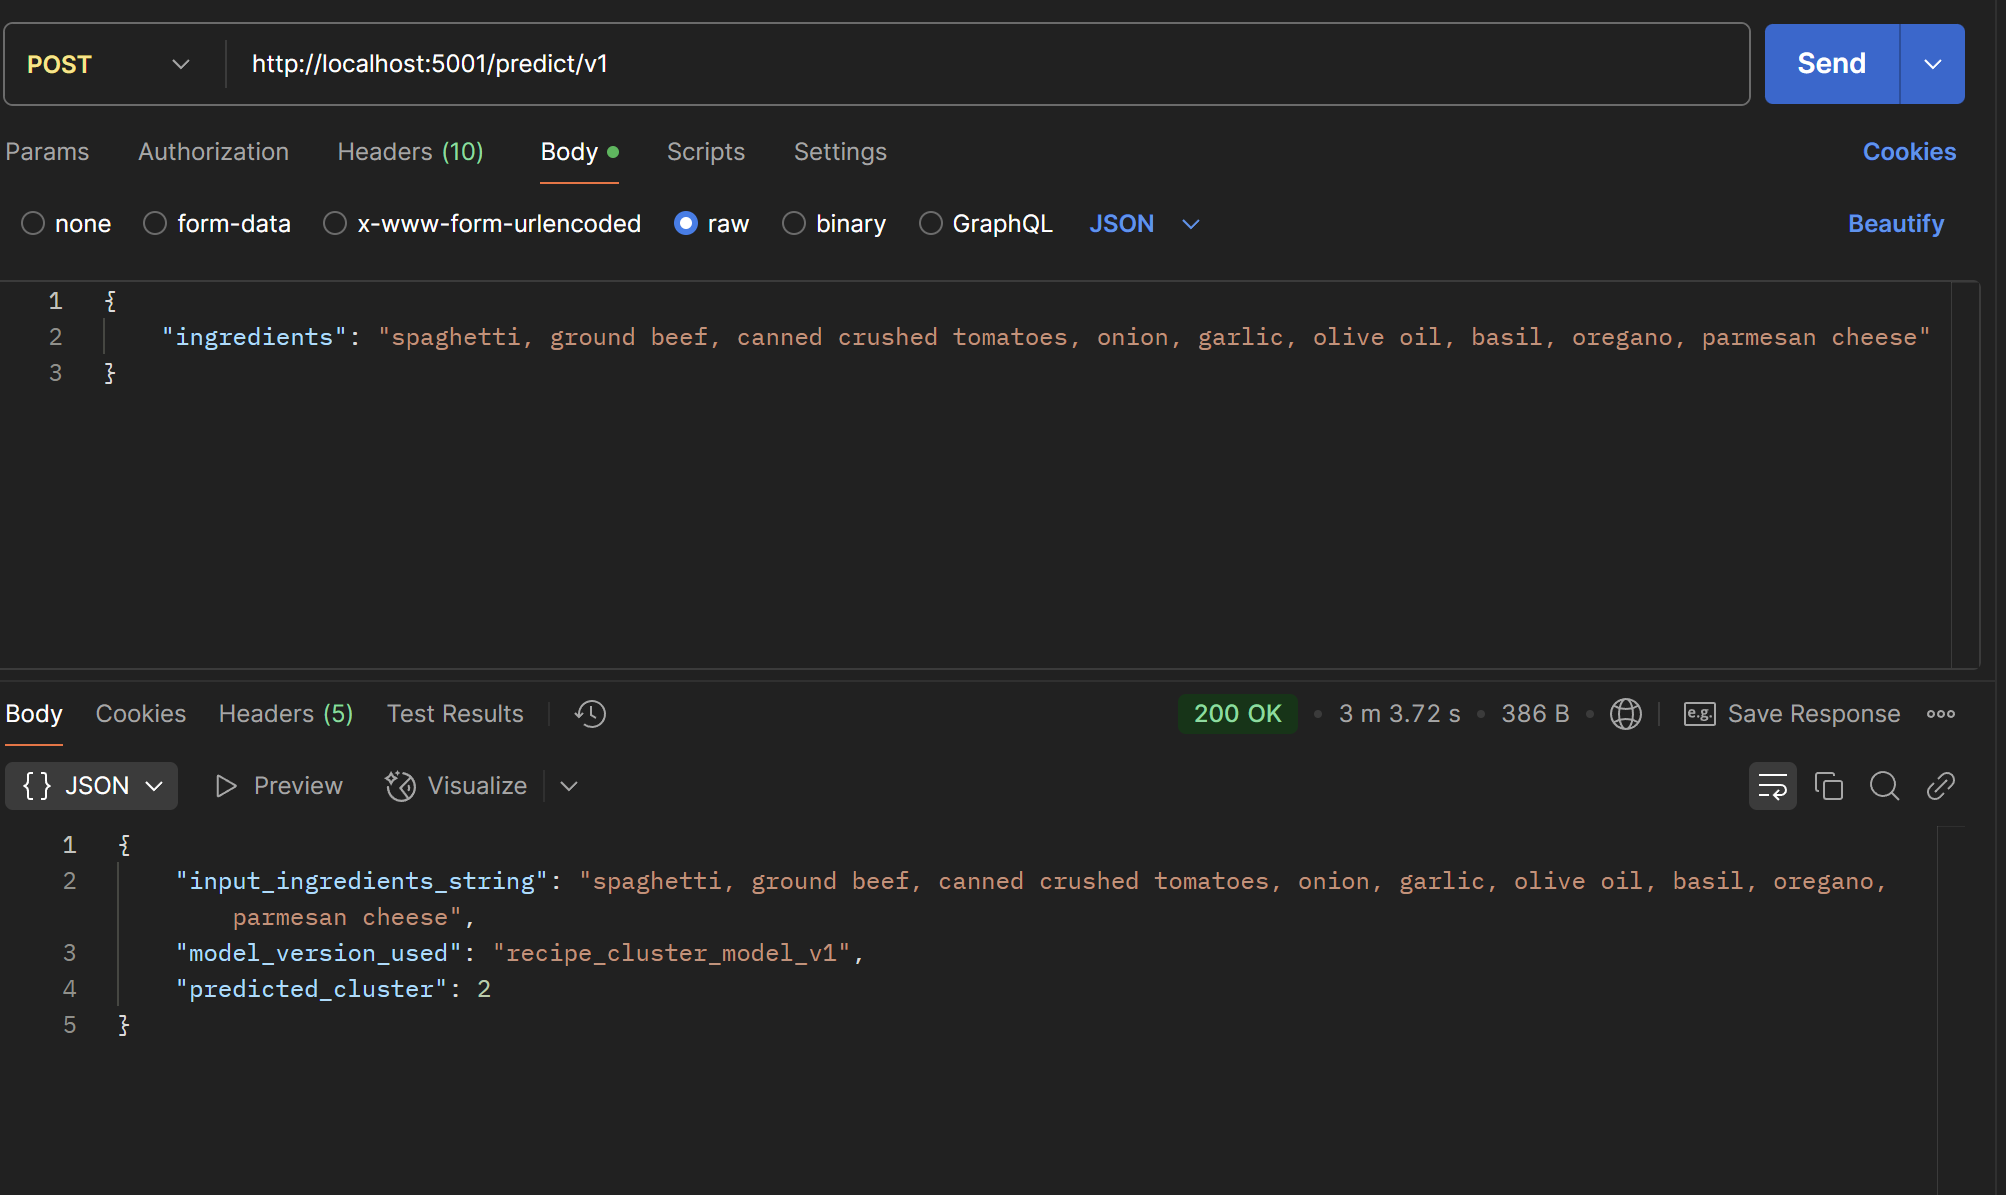 POST http://localhost:5001/predict/v1 Send
Params Authorization Headers (10) Body Scripts Settings Cookies
none form-data x-www-form-urlencoded raw binary GraphQL JSON Beautify
1 {
2 "ingredients": "spaghetti, ground beef, canned crushed tomatoes, onion, garlic, olive oil, basil, oregano, parmesan cheese"
3 }
Body Cookies Headers (5) Test Results 200 OK • 3 m 3.72 s • 386 B • e.g. Save Response
{} JSON Preview Visualize
1 {
2 "input_ingredients_string": "spaghetti, ground beef, canned crushed tomatoes, onion, garlic, olive oil, basil, oregano,
parmesan cheese",
3 "model_version_used": "recipe_cluster_model_v1",
4 "predicted_cluster": 2
5 }